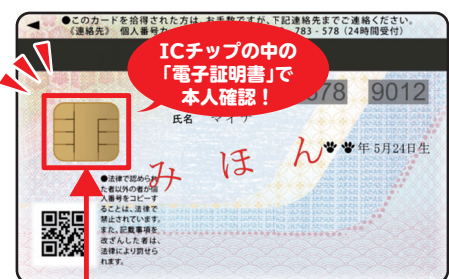 ●このカードを拾得された方は、お手数ですが、下記連絡先までご連絡ください。
《連絡先》 個人番号カ
783-578 (24時間受付)
ICチップの中の
「電子証明書」で
本人確認！
678 9012
氏名 マイナ
年 5月24日生
みほん
●法律で認められ
た者以外の者が個
人番号をコピーす
ることは、法律で
禁止されています。
また、記載事項を
改ざんした者は、
法律により罰せら
れます。